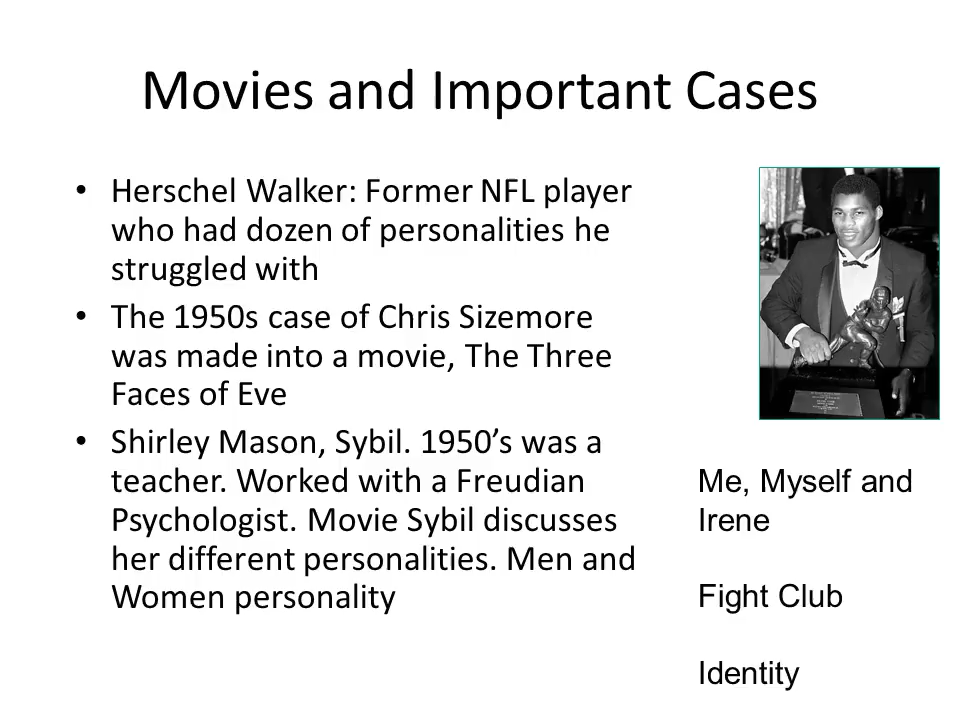 Movies and Important Cases
• Herschel Walker: Former NFL player
who had dozen of personalities he
struggled with
• The 1950s case of Chris Sizemore
was made into a movie, The Three
Faces of Eve
• Shirley Mason, Sybil. 1950’s was a
teacher. Worked with a Freudian
Psychologist. Movie Sybil discusses
her different personalities. Men and
Women personality
Me, Myself and
Irene
Fight Club
Identity